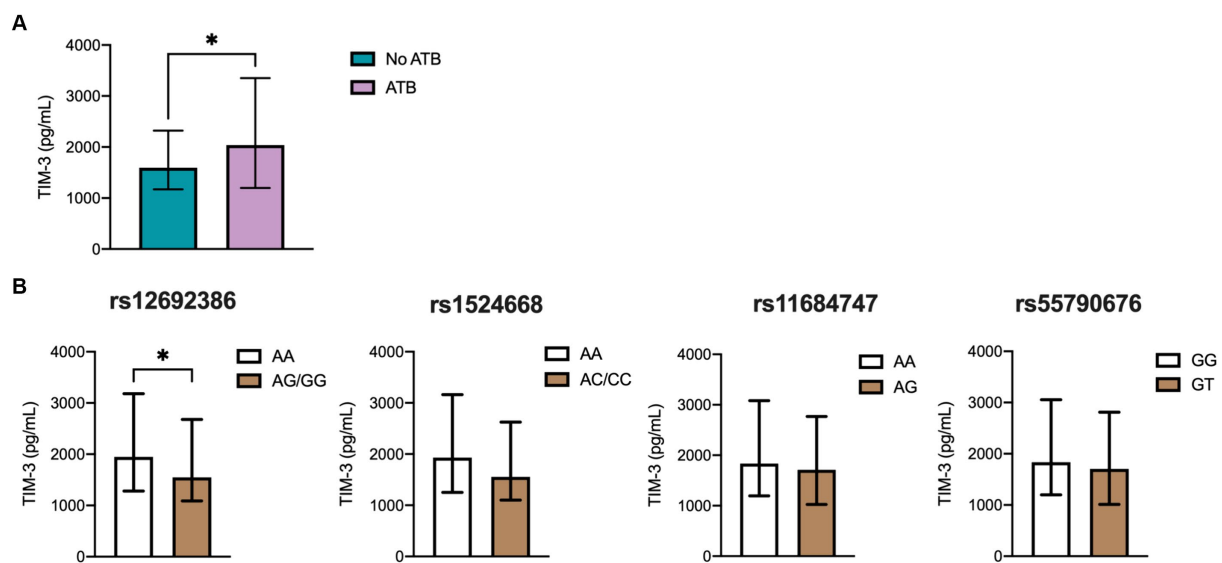 A
TIM-3 (pg/mL)
4000
3000
2000
1000
0
*
No ATB
ATB
B
rs12692386
TIM-3 (pg/mL)
4000
3000
2000
1000
0
*
AA
AG/GG
rs1524668
TIM-3 (pg/mL)
4000
3000
2000
1000
0
AA
AC/CC
rs11684747
TIM-3 (pg/mL)
4000
3000
2000
1000
0
AA
AG
rs55790676
TIM-3 (pg/mL)
4000
3000
2000
1000
0
GG
GT